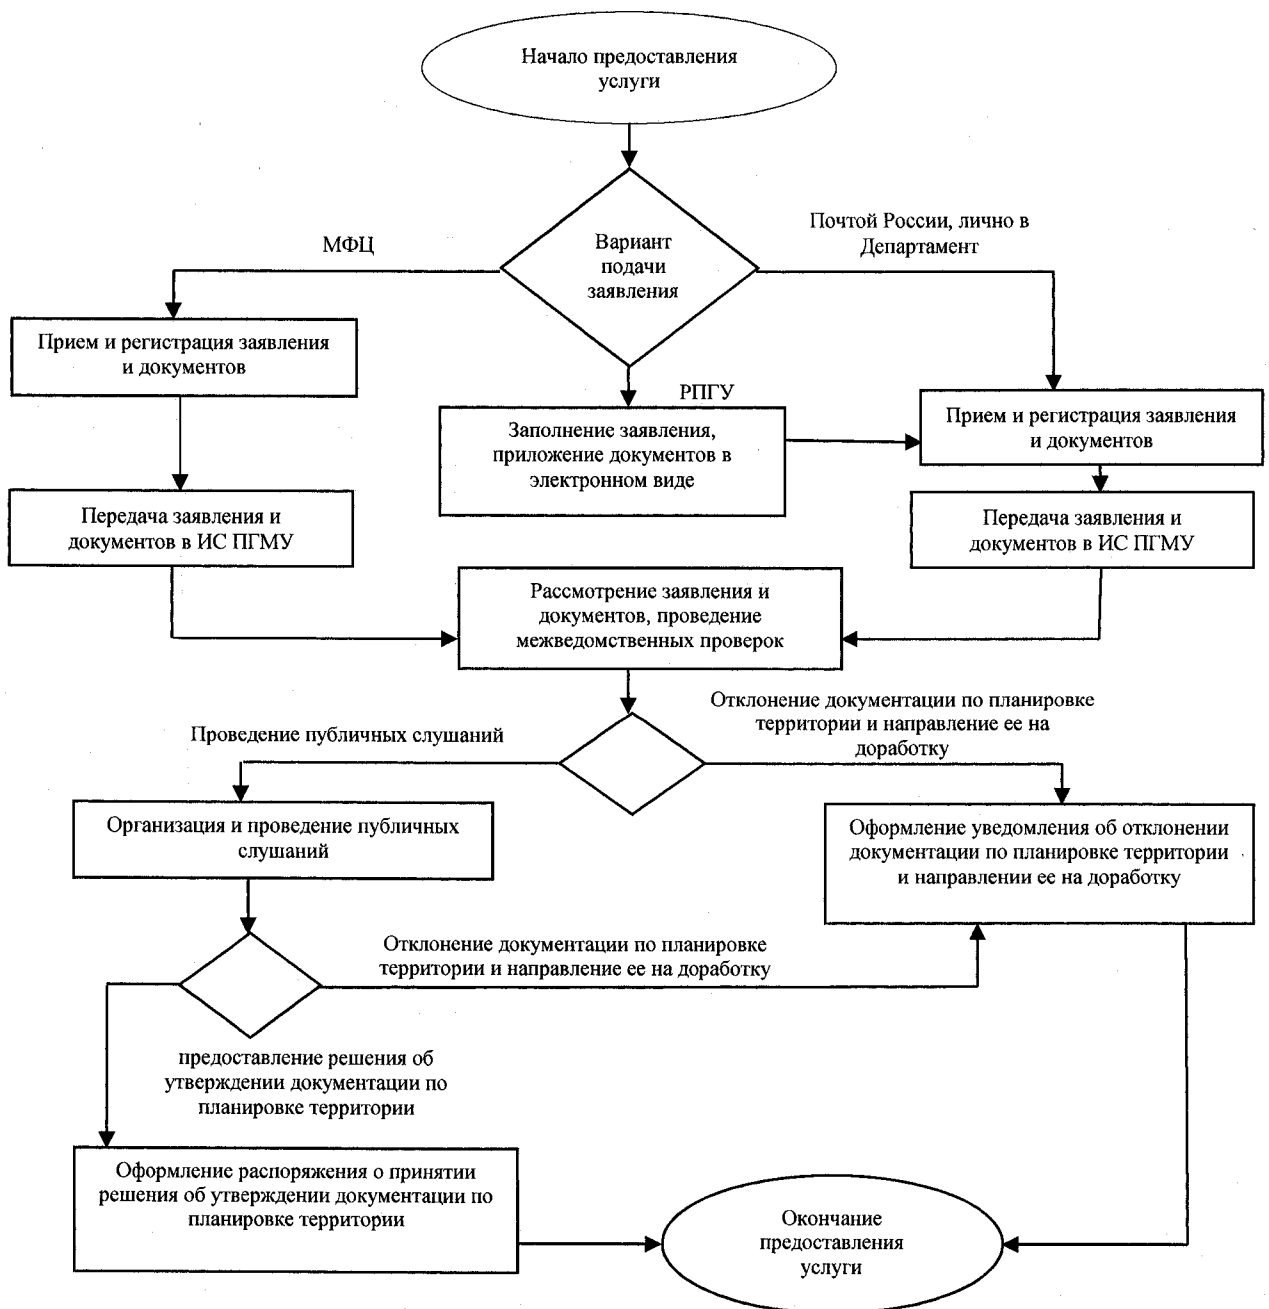 Начало предоставления
услуги
Вариант
подачи
заявления
МФЦ
Почтой России, лично в
Департамент
Прием и регистрация заявления
и документов
РПГУ
Заполнение заявления,
приложение документов в
электронном виде
Прием и регистрация заявления
и документов
Передача заявления и
документов в ИС ПГМУ
Передача заявления и
документов в ИС ПГМУ
Рассмотрение заявления и
документов, проведение
межведомственных проверок
Проведение публичных слушаний
Отклонение документации по планировке
территории и направление ее на
доработку
Организация и проведение публичных
слушаний
Оформление уведомления об отклонении
документации по планировке территории
и направлении ее на доработку
Отклонение документации по планировке
территории и направление ее на доработку
предоставление решения об
утверждении документации по
планировке территории
Оформление распоряжения о принятии
решения об утверждении документации по
планировке территории
Окончание
предоставления
услуги